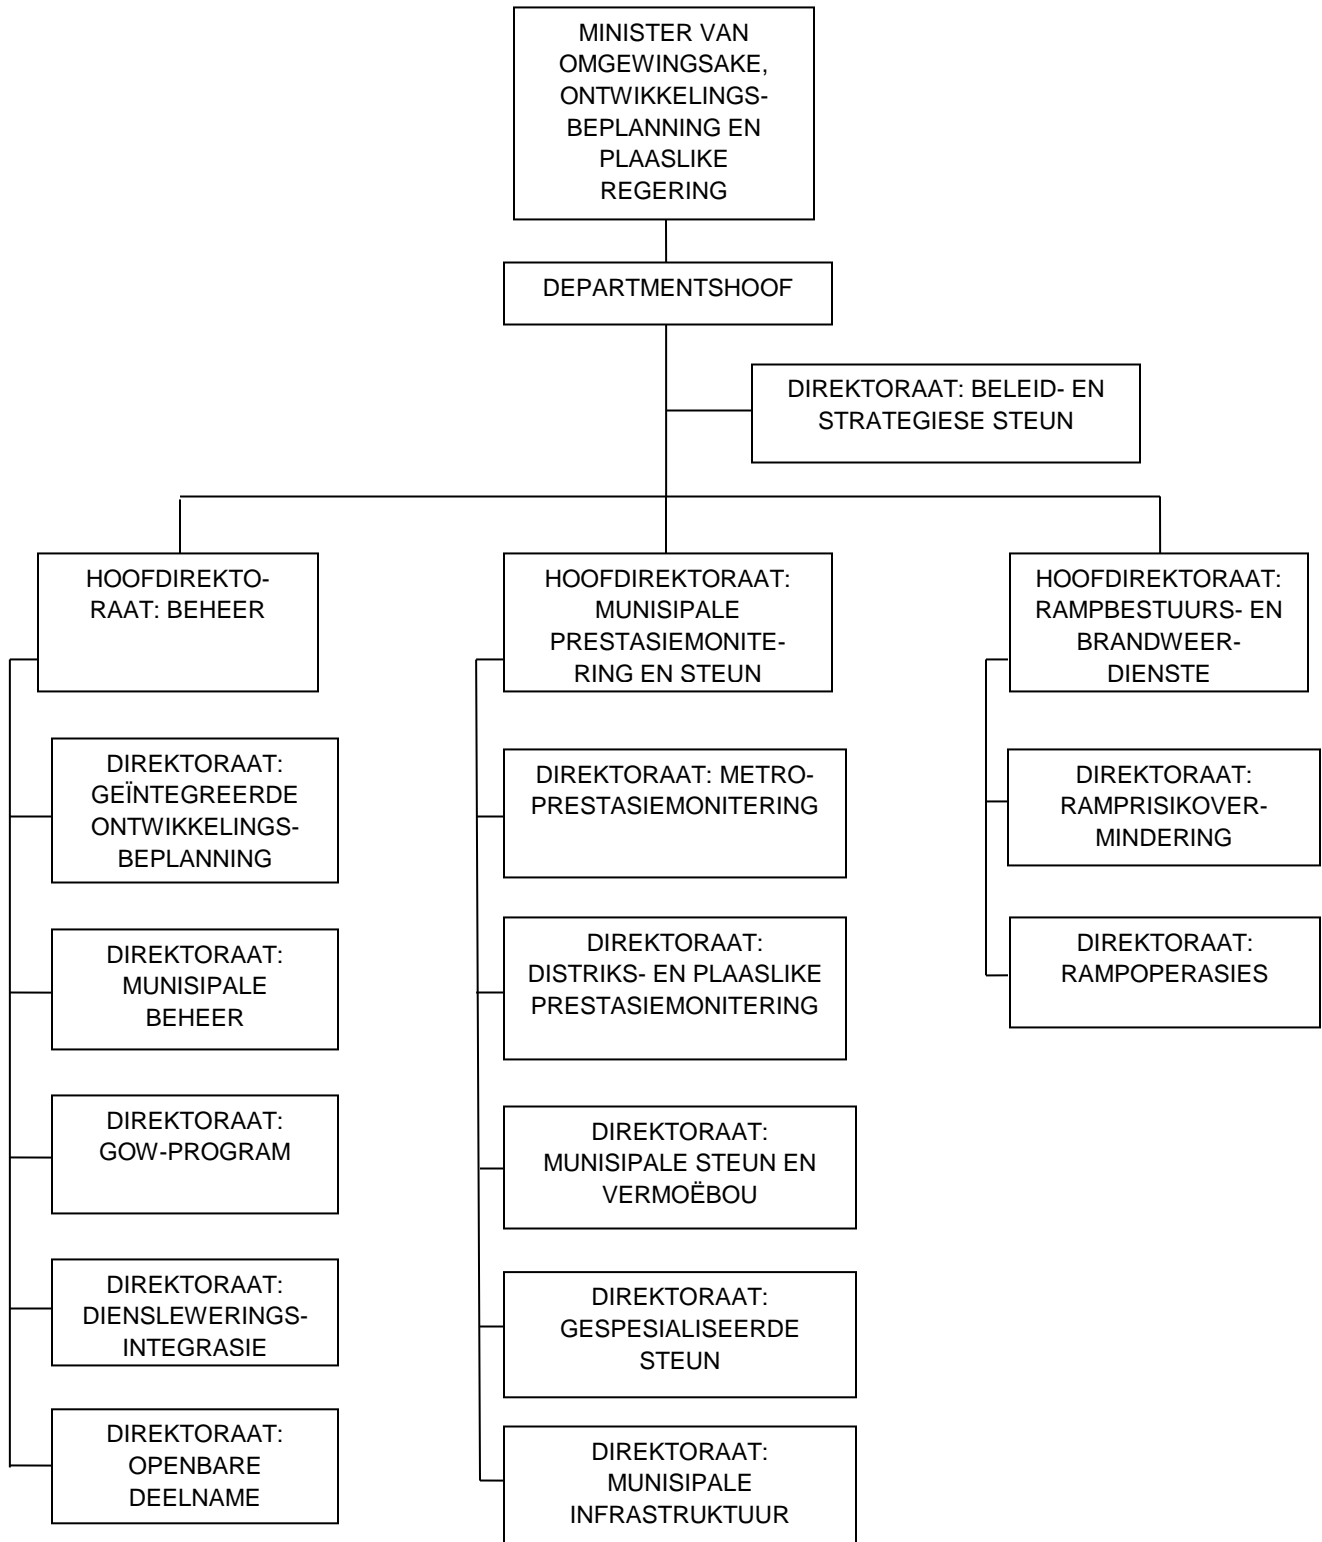 MINISTER VAN
OMGEWINGSAKE,
ONTWIKKELINGS-
BEPLANNING EN
PLAASLIKE
REGERING
DEPARTMENTSHOOF
DIREKTORAAT: BELEID- EN
STRATEGIESE STEUN
HOOFDIREKTO-
RAAT: BEHEER
DIREKTORAAT:
GEÏNTEGREERDE
ONTWIKKELINGS-
BEPLANNING
DIREKTORAAT:
MUNISIPALE
BEHEER
DIREKTORAAT:
GOW-PROGRAM
DIREKTORAAT:
DIENSLEWERINGS-
INTEGRASIE
DIREKTORAAT:
OPENBARE
DEELNAME
HOOFDIREKTORAAT:
MUNISIPALE
PRESTASIEMONITE-
RING EN STEUN
DIREKTORAAT: METRO-
PRESTASIEMONITERING
DIREKTORAAT:
DISTRIKS- EN PLAASLIKE
PRESTASIEMONITERING
DIREKTORAAT:
MUNISIPALE STEUN EN
VERMOËBOU
DIREKTORAAT:
GESPESIALISEERDE
STEUN
DIREKTORAAT:
MUNISIPALE
INFRASTRUKTUUR
HOOFDIREKTORAAT:
RAMPBESTUURS- EN
BRANDWEER-
DIENSTE
DIREKTORAAT:
RAMPRISIKOVER-
MINDERING
DIREKTORAAT:
RAMPOPERASIES